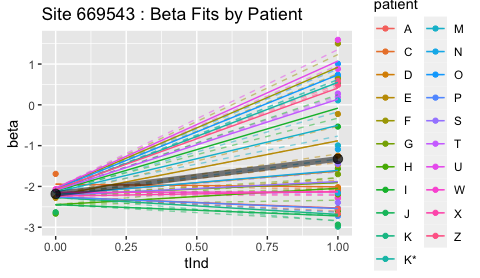 Site 669543 : Beta Fits by Patient
beta
1
0
-1
-2
-3
0.00 0.25 0.50 0.75 1.00
tInd
patient
A M
C N
D O
E P
F S
G T
H U
I W
J X
K Z
K*